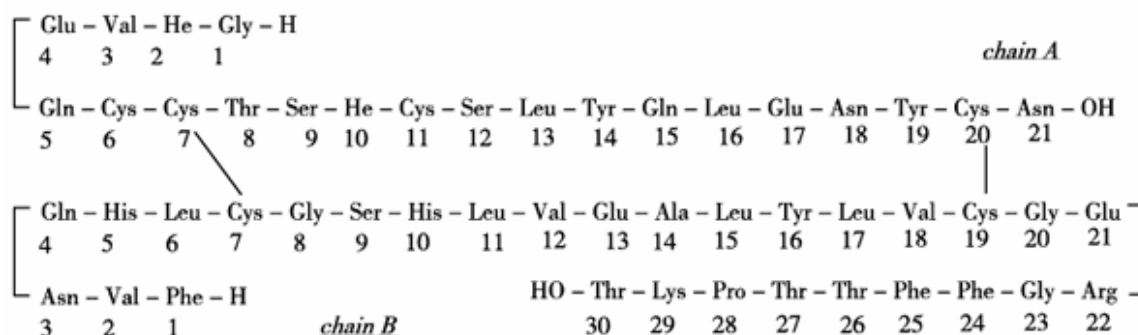 Glu – Val – He – Gly – H
4 3 2 1
chain A
Gln – Cys – Cys – Thr – Ser – He – Cys – Ser – Leu – Tyr – Gln – Leu – Glu – Asn – Tyr – Cys – Asn – OH
5 6 7 8 9 10 11 12 13 14 15 16 17 18 19 20 21
Gln – His – Leu – Cys – Gly – Ser – His – Leu – Val – Glu – Ala – Leu – Tyr – Leu – Val – Cys – Gly – Glu
4 5 6 7 8 9 10 11 12 13 14 15 16 17 18 19 20 21
Asn – Val – Phe – H HO – Thr – Lys – Pro – Thr – Thr – Phe – Phe – Gly – Arg –
3 2 1 chain B 30 29 28 27 26 25 24 23 22